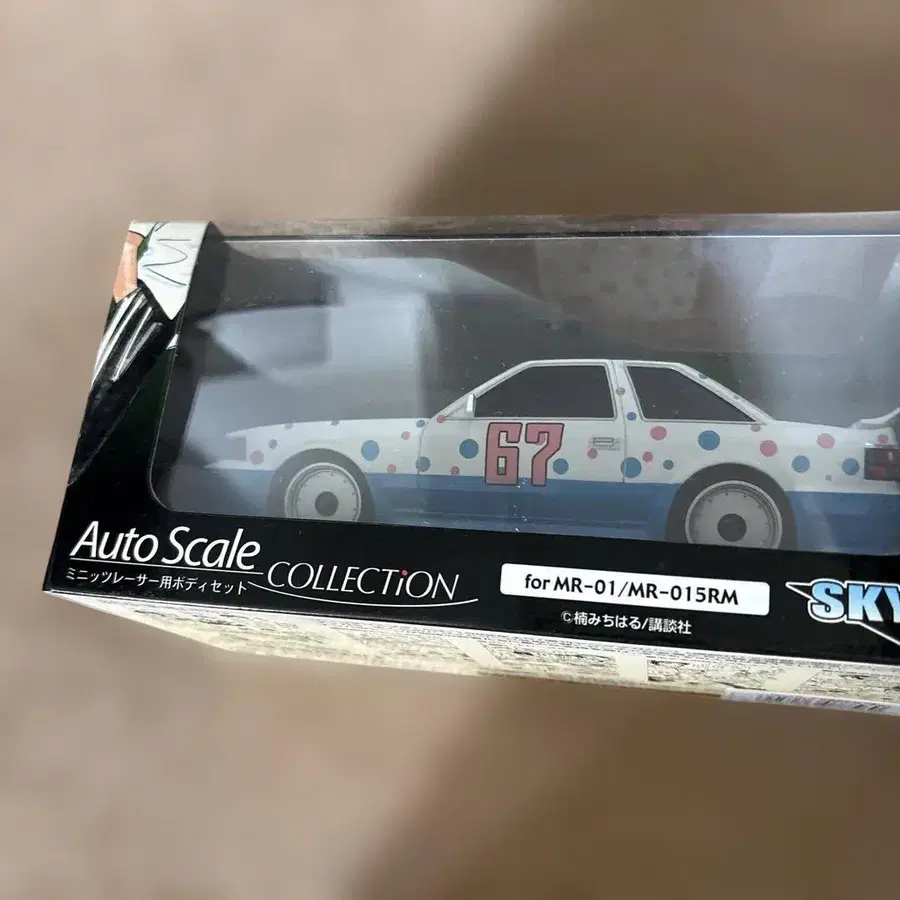 67
Auto Scale
ミニッツレーサー用ボディセット
COLLECTiON
for MR-01/MR-015RM
©楠みちはる/講談社
SKY